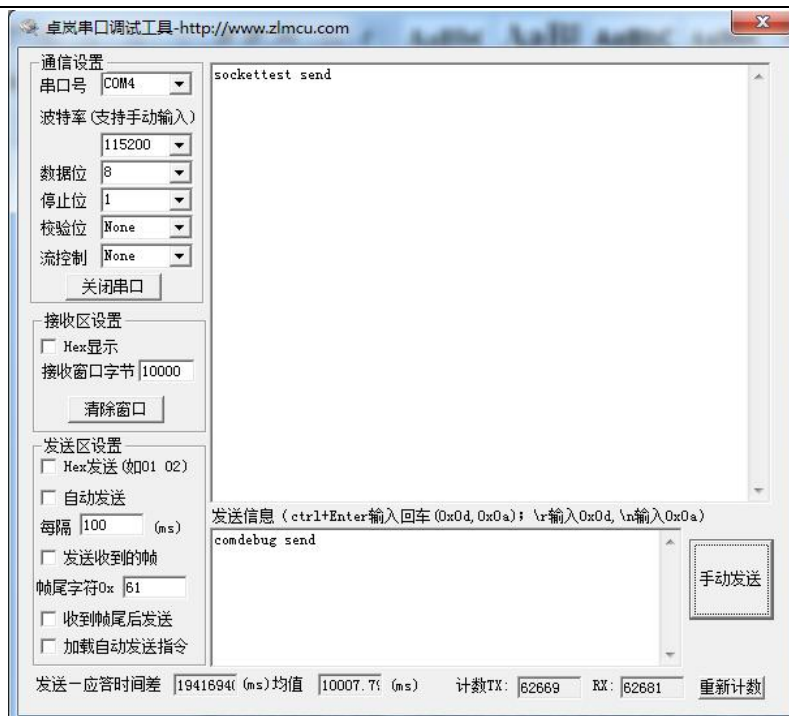 卓岚串口调试工具-http://www.zlmcu.com
通信设置
串口号 COM4
波特率(支持手动输入)
115200
数据位 8
停止位 1
校验位 None
流控制 None
关闭串口
接收区设置
Hex显示
接收窗口字节 10000
清除窗口
发送区设置
Hex发送(如01 02)
自动发送
每隔 100 (ms)
发送收到的帧
帧尾字符0x 61
收到帧尾后发送
加载自动发送指令
sockettest send
发送信息(ctrl+Enter输入回车(0x0d,0x0a); \r输入0x0d,\n输入0x0a)
comdebug send
手动发送
发送一应答时间差 1941694 (ms)均值 10007.7 (ms) 计数TX: 62669 RX: 62681 重新计数